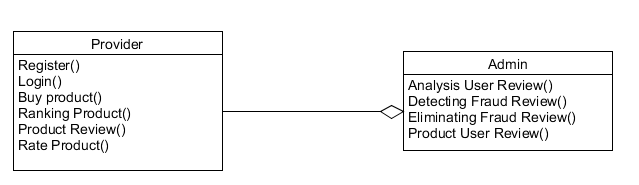 Provider
Register()
Login()
Buy product()
Ranking Product()
Product Review()
Rate Product()
Admin
Analysis User Review()
Detecting Fraud Review()
Eliminating Fraud Review()
Product User Review()